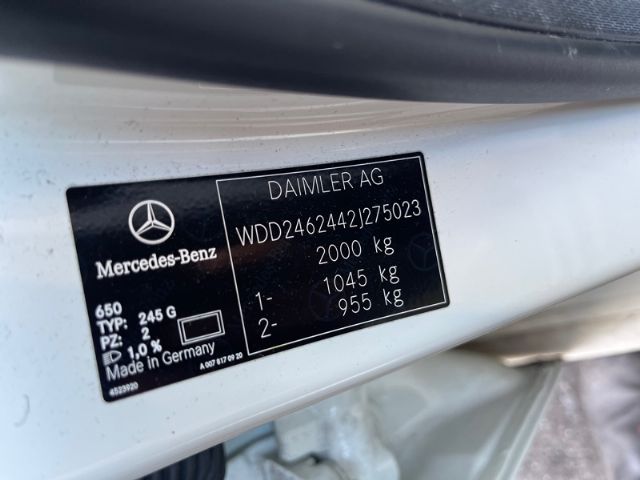 Mercedes-Benz
650
TYP: 245 G
PZ: 2
1,0 %
Made in Germany
A 007 817 09 20
4523920
DAIMLER AG
WDD2462442J275023
2000 kg
1- 1045 kg
2- 955 kg